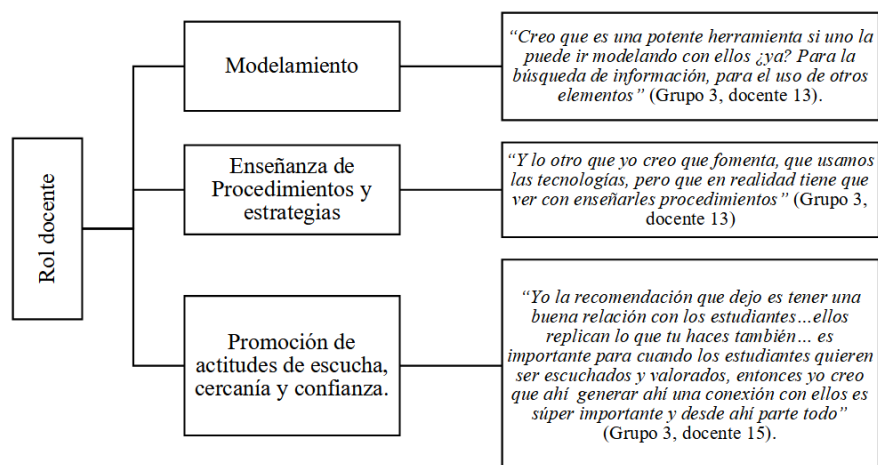 Rol docente
Modelamiento
“Creo que es una potente herramienta si uno la
puede ir modelando con ellos ¿ya? Para la
búsqueda de información, para el uso de otros
elementos” (Grupo 3, docente 13).
Enseñanza de
Procedimientos y
estrategias
“Y lo otro que yo creo que fomenta, que usamos
las tecnologías, pero que en realidad tiene que
ver con enseñarles procedimientos” (Grupo 3,
docente 13)
Promoción de
actitudes de escucha,
cercanía y confianza.
“Yo la recomendación que dejo es tener una
buena relación con los estudiantes…ellos
replican lo que tu haces también… es
importante para cuando los estudiantes quieren
ser escuchados y valorados, entonces yo creo
que ahí generar ahí una conexión con ellos es
súper importante y desde ahí parte todo”
(Grupo 3, docente 15).